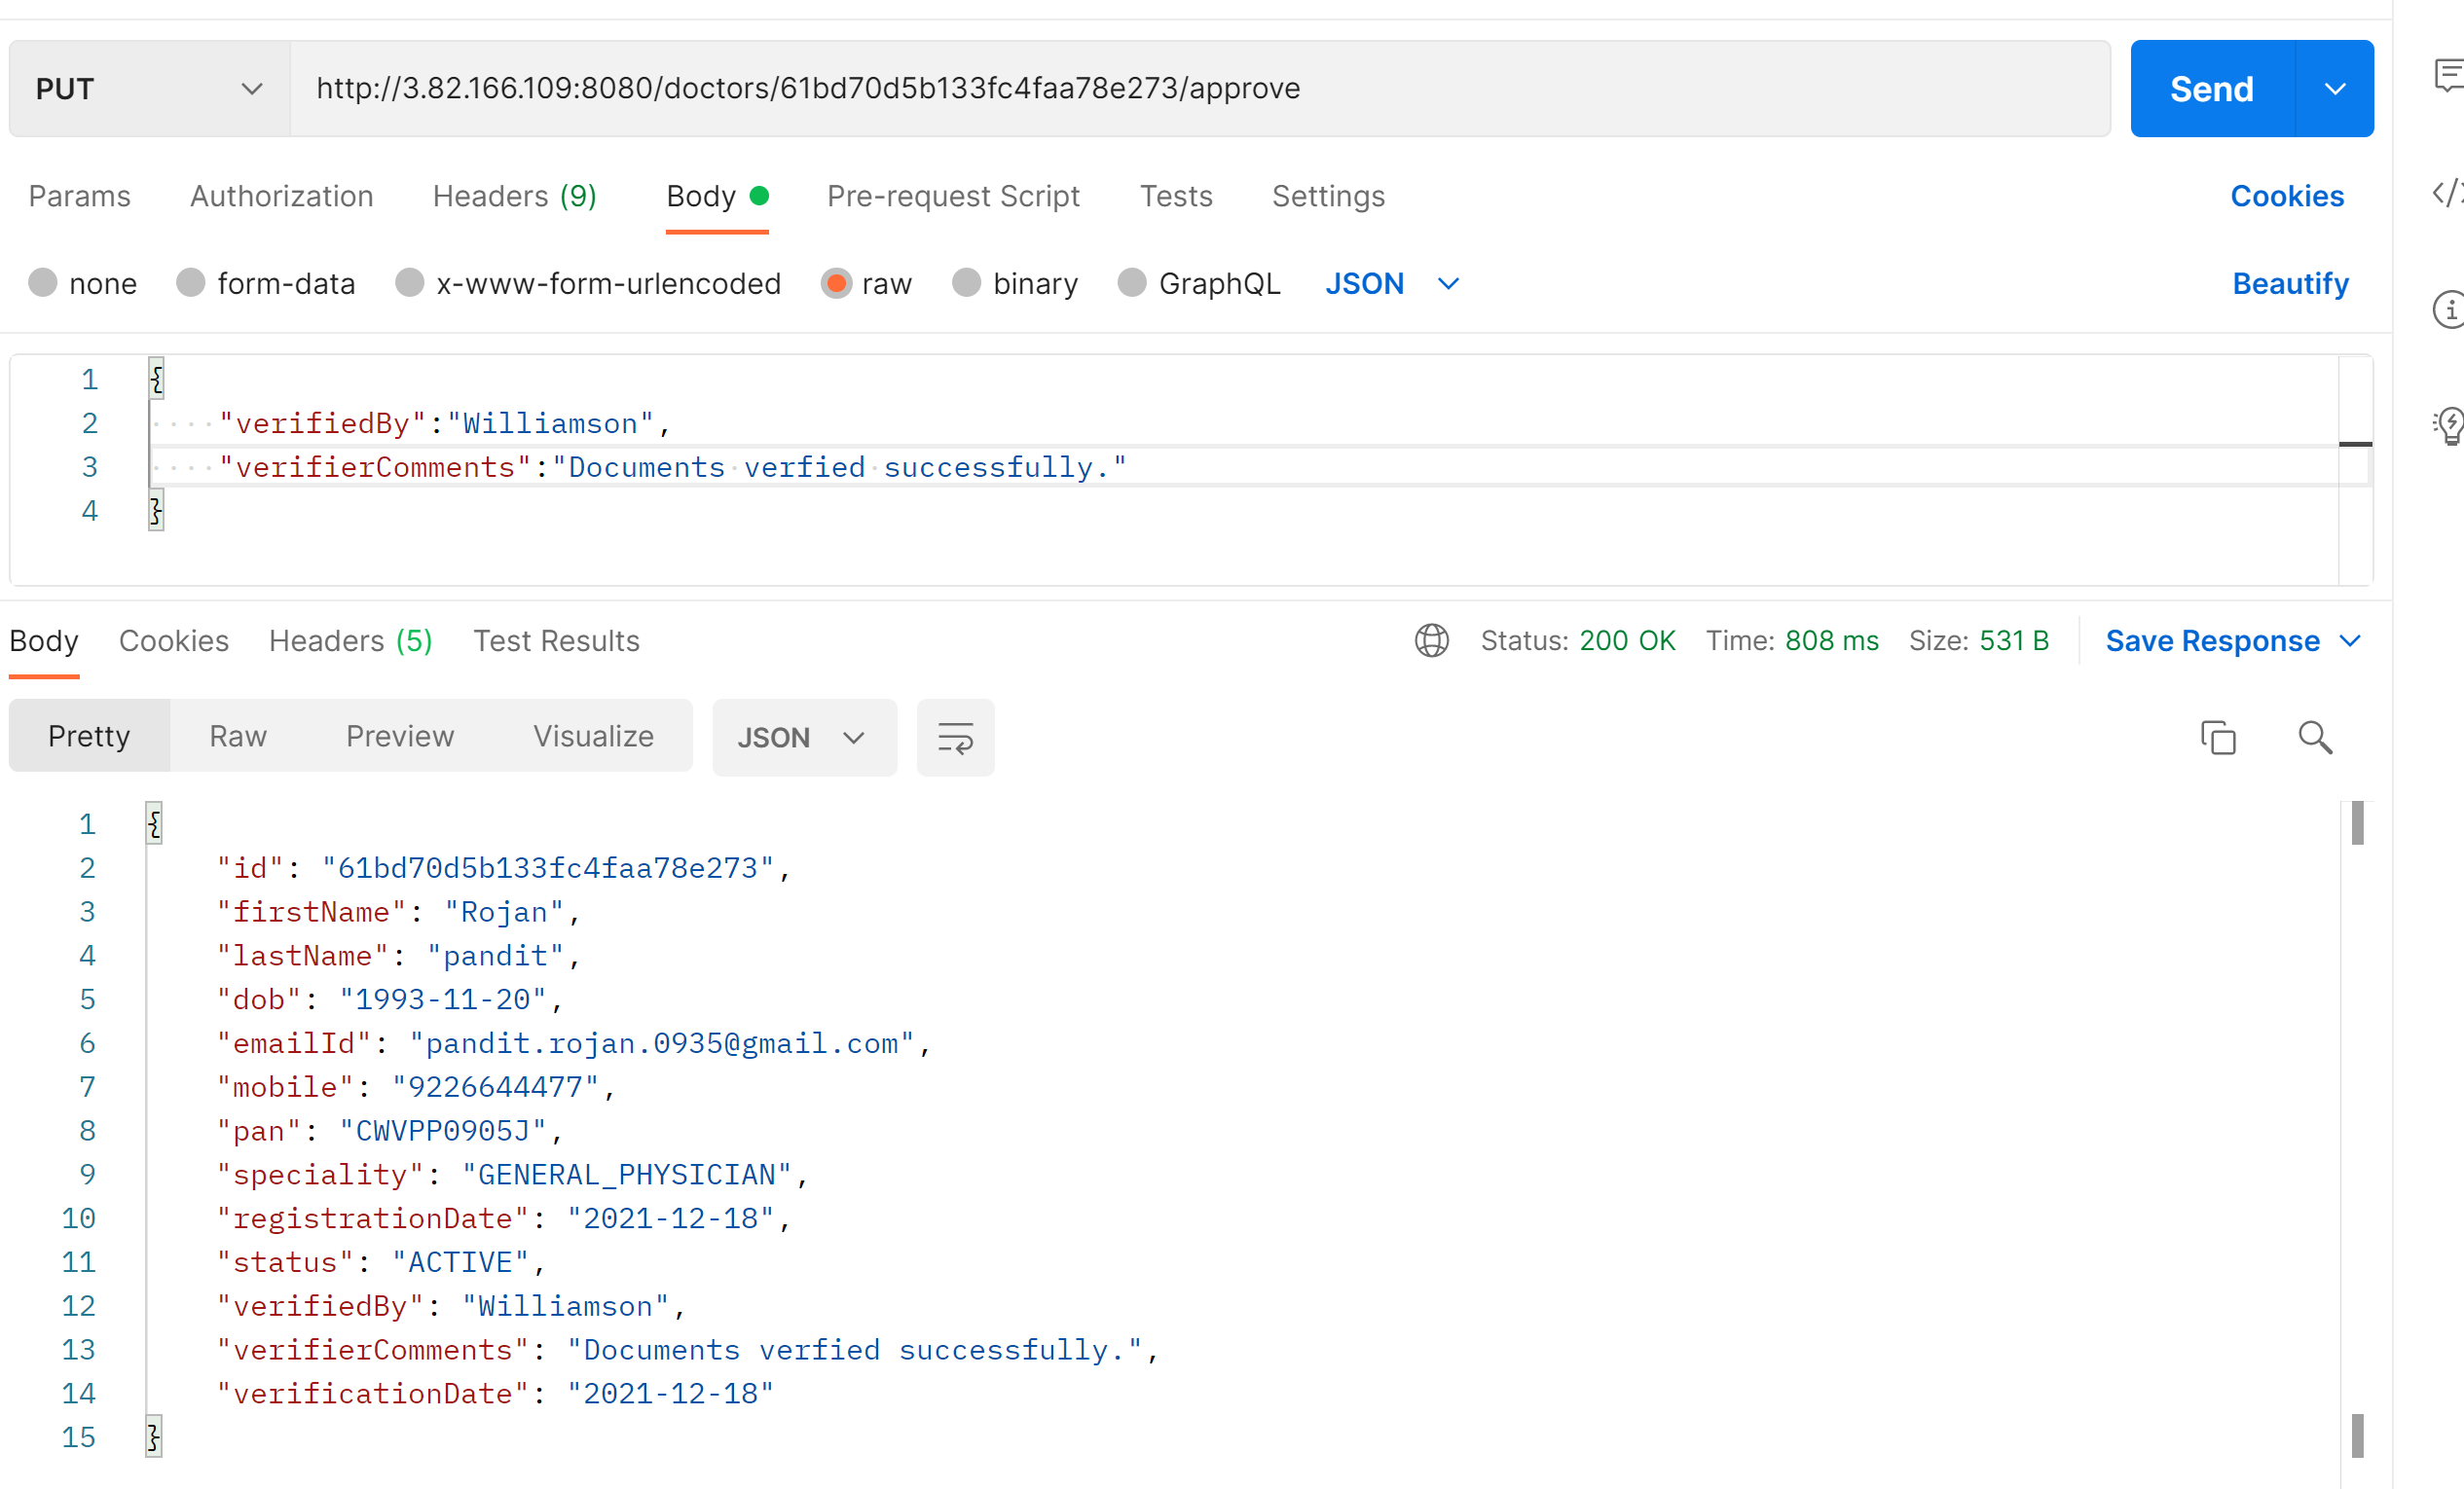 PUT http://3.82.166.109:8080/doctors/61bd70d5b133fc4faa78e273/approve Send
Params Authorization Headers (9) Body Pre-request Script Tests Settings Cookies
none form-data x-www-form-urlencoded raw binary GraphQL JSON Beautify
1 {
2 "verifiedBy":"Williamson",
3 "verifierComments":"Documents verfied successfully."
4 }
Body Cookies Headers (5) Test Results Status: 200 OK Time: 808 ms Size: 531 B Save Response
Pretty Raw Preview Visualize JSON
1 {
2 "id": "61bd70d5b133fc4faa78e273",
3 "firstName": "Rojan",
4 "lastName": "pandit",
5 "dob": "1993-11-20",
6 "emailId": "pandit.rojan.0935@gmail.com",
7 "mobile": "9226644477",
8 "pan": "CWVPP0905J",
9 "speciality": "GENERAL_PHYSICIAN",
10 "registrationDate": "2021-12-18",
11 "status": "ACTIVE",
12 "verifiedBy": "Williamson",
13 "verifierComments": "Documents verfied successfully.",
14 "verificationDate": "2021-12-18"
15 }